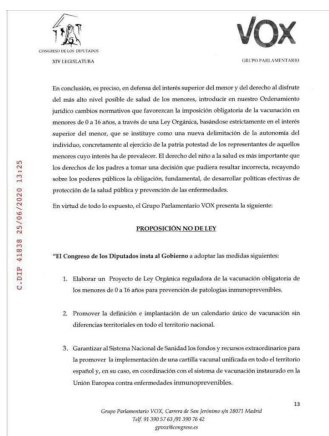 CONGRESO DE LOS DIPUTADOS
VOX
XIV LEGISLATURA
GRUPO PARLAMENTARIO
En conclusión, es preciso, en defensa del interés superior del menor y del derecho al disfrute
del más alto nivel posible de salud de los menores, introducir en nuestro Ordenamiento
jurídico cambios normativos que favorezcan la imposición obligatoria de la vacunación en
menores de 0 a 16 años, a través de una Ley Orgánica, basándose estrictamente en el interés
superior del menor, que se instituye como una nueva delimitación de la autonomía del
individuo, concretamente al ejercicio de la patria potestad de los representantes de aquellos
menores cuyo interés ha de prevalecer. El derecho del niño a la salud es más importante que
los derechos de los padres a tomar una decisión que pudiera resultar incorrecta, recayendo
sobre los poderes públicos la obligación, fundamental, de desarrollar políticas efectivas de
protección de la salud pública y prevención de las enfermedades.
En virtud de todo lo expuesto, el Grupo Parlamentario VOX presenta la siguiente:
PROPOSICIÓN NO DE LEY
"El Congreso de los Diputados insta al Gobierno a adoptar las medidas siguientes:
1. Elaborar un Proyecto de Ley Orgánica reguladora de la vacunación obligatoria de
los menores de 0 a 16 años para prevención de patologías inmunoprevenibles.
2. Promover la definición e implantación de un calendario único de vacunación sin
diferencias territoriales en todo el territorio nacional.
3. Garantizar al Sistema Nacional de Sanidad los fondos y recursos extraordinarios para
la promover la implementación de una cartilla vacunal unificada en todo el territorio
español y, en su caso, en coordinación con el sistema de vacunación instaurado en la
Unión Europea contra enfermedades inmunoprevenibles.
13
Grupo Parlamentario VOX, Carrera de San Jerónimo s/n 28071 Madrid
Telf: 91 390 57 63 /91 390 76 42
gpvox@congreso.es
C.DIP 41838 25/06/2020 13:25